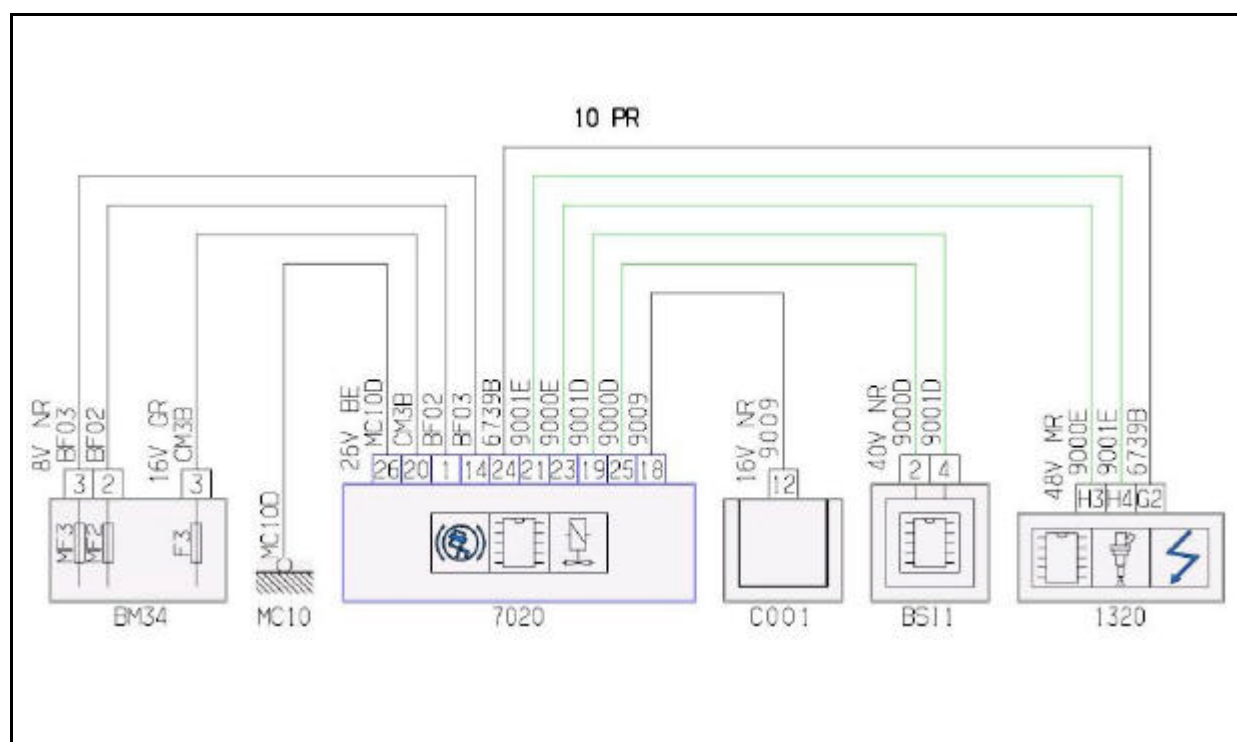 10 PR
8V NR
BF03
BF02
16V GR
CM3B
MC10D
26V BE
MC10D
CM3B
BF02
BF03
6739B
9001E
9000E
9001D
9000D
9009
16V NR
9009
40V NR
9000D
9001D
48V MR
9000E
9001E
6739B
3 2 3
26 20 1 14 24 21 23 19 25 18
12
2 4
H3 H4 G2
MF3
MF2
F3
BM34
MC10
7020
C001
BS11
1320